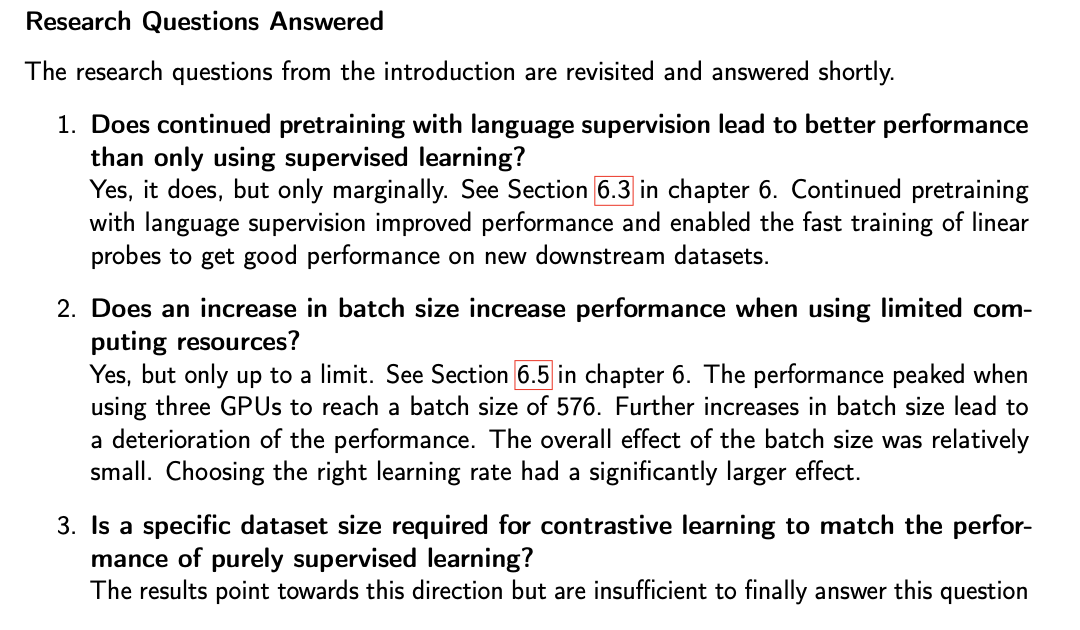 Research Questions Answered
The research questions from the introduction are revisited and answered shortly.
1. Does continued pretraining with language supervision lead to better performance
than only using supervised learning?
Yes, it does, but only marginally. See Section 6.3 in chapter 6. Continued pretraining
with language supervision improved performance and enabled the fast training of linear
probes to get good performance on new downstream datasets.
2. Does an increase in batch size increase performance when using limited com-
puting resources?
Yes, but only up to a limit. See Section 6.5 in chapter 6. The performance peaked when
using three GPUs to reach a batch size of 576. Further increases in batch size lead to
a deterioration of the performance. The overall effect of the batch size was relatively
small. Choosing the right learning rate had a significantly larger effect.
3. Is a specific dataset size required for contrastive learning to match the perfor-
mance of purely supervised learning?
The results point towards this direction but are insufficient to finally answer this question